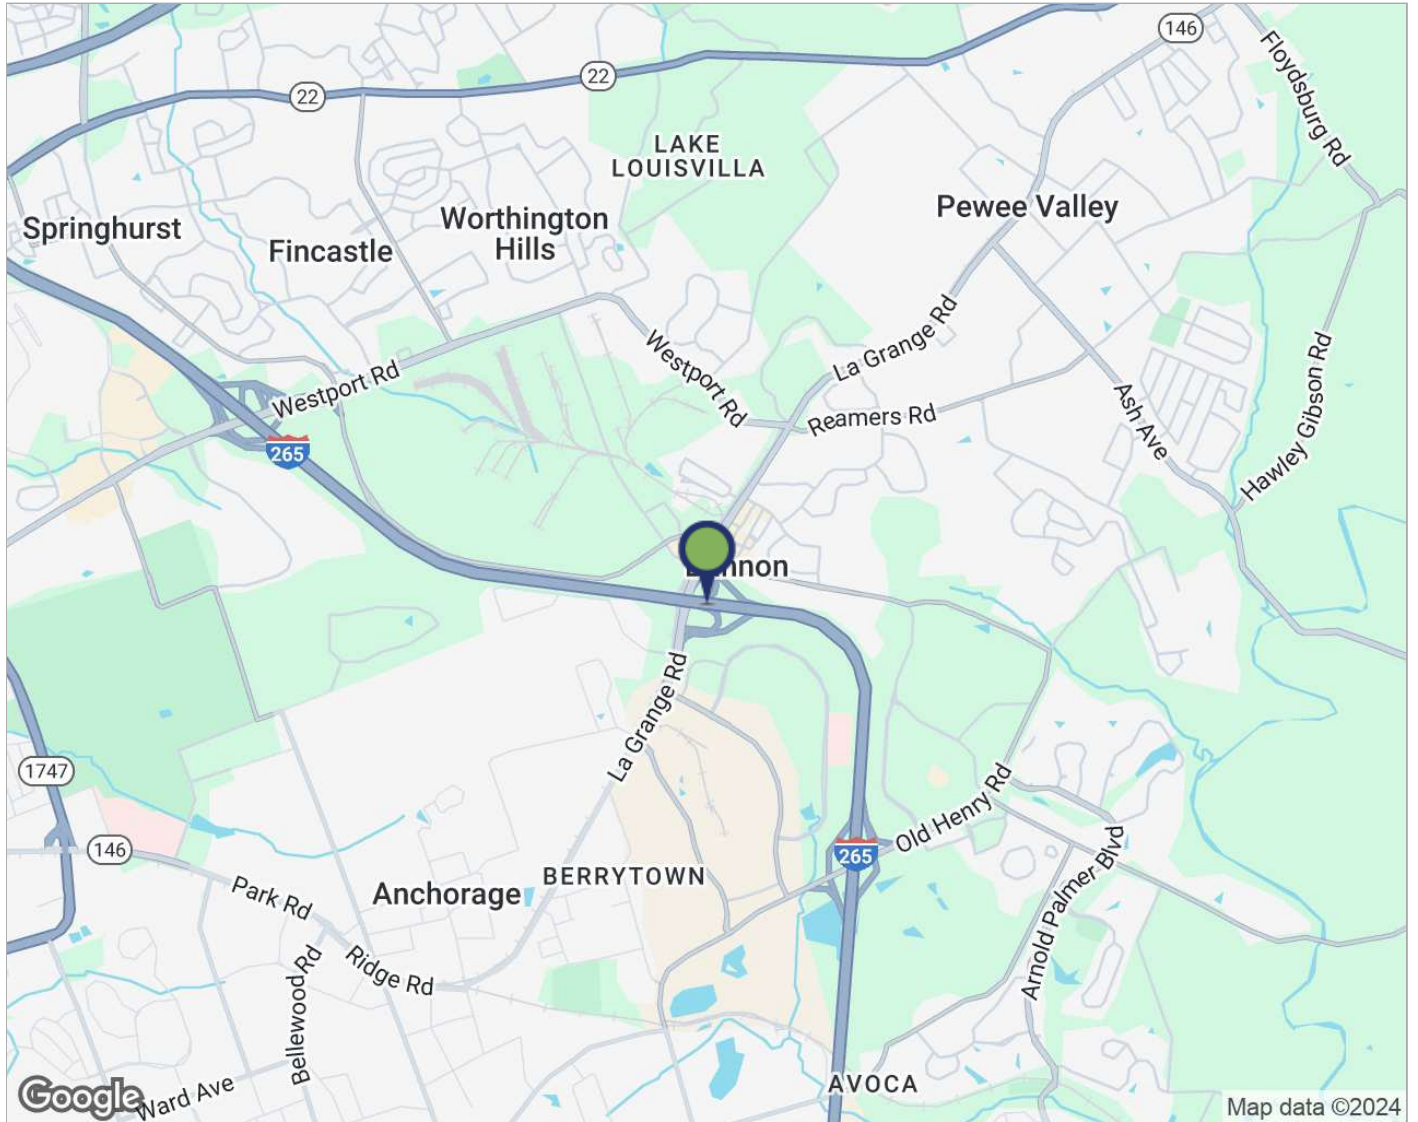 146
22
22
Floydsburg Rd
LAKE
LOUISVILLA
Pewee Valley
Springhurst
Fincastle
Worthington
Hills
La Grange Rd
Westport Rd
Westport Rd
Reamers Rd
Ash Ave
Hawley Gibson Rd
265
La Grange Rd
1747
146
Old Henry Rd
265
Arnold Palmer Blvd
BERRYTOWN
Anchorage
Park Rd
Ridge Rd
Bellewood Rd
AVOCA
Ward Ave
Google
Map data ©2024